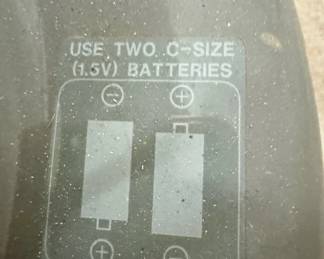 USE TWO C-SIZE
(1.5V) BATTERIES
⊖ ⊕
⊕ ⊖